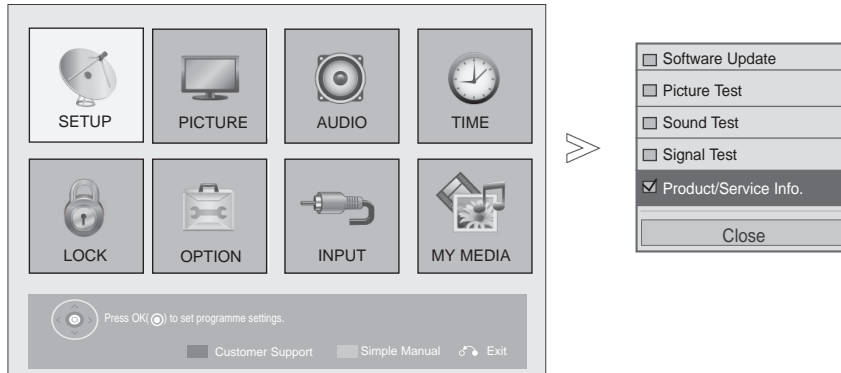 SETUP
PICTURE
AUDIO
TIME
LOCK
OPTION
INPUT
MY MEDIA
Press OK( ) to set programme settings.
Customer Support
Simple Manual
Exit
Software Update
Picture Test
Sound Test
Signal Test
Product/Service Info.
Close